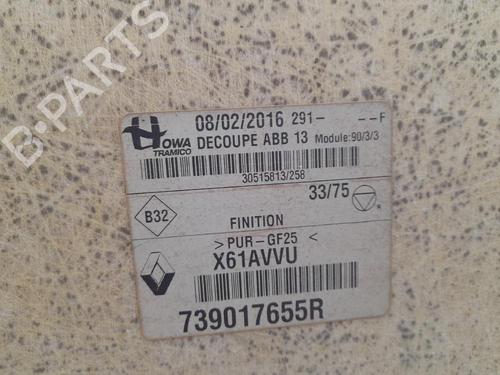 B-PARTS
HOWA
TRAMICO
08/02/2016 291- --F
DECOUPE ABB 13 Module:90/3/3
30515813/258
33/75
B32
FINITION
>PUR-GF25<
X61AVVU
739017655R